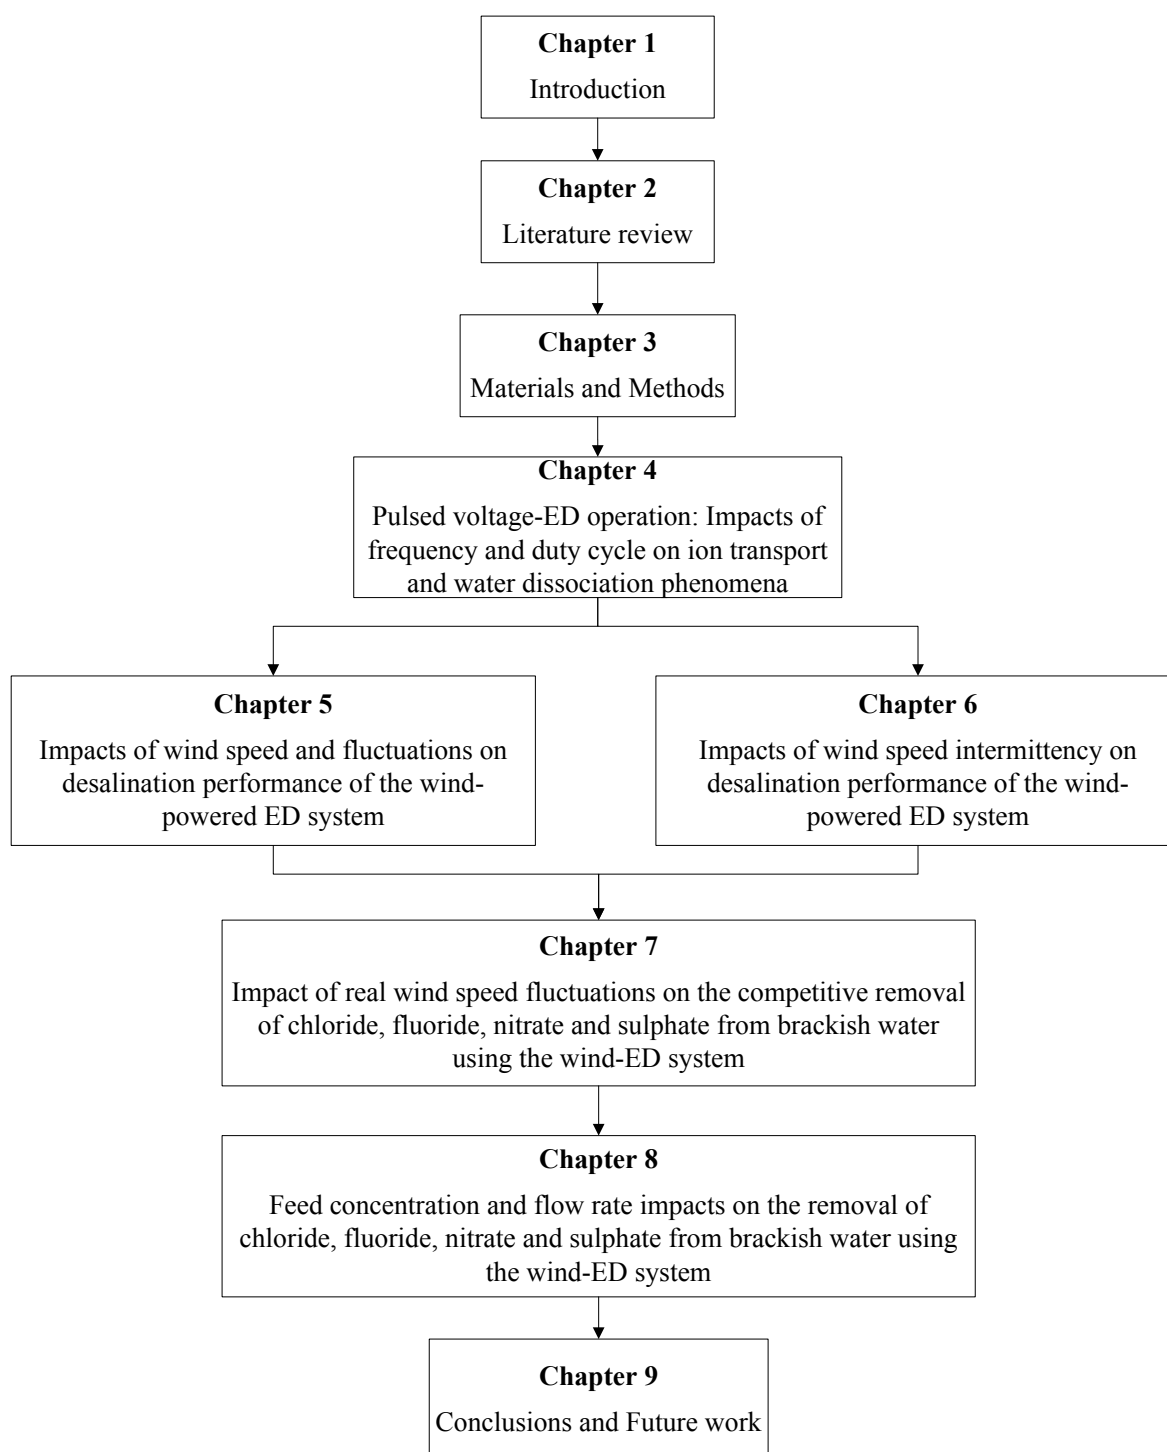 Chapter 1
Introduction
Chapter 2
Literature review
Chapter 3
Materials and Methods
Chapter 4
Pulsed voltage-ED operation: Impacts of
frequency and duty cycle on ion transport
and water dissociation phenomena
Chapter 5
Impacts of wind speed and fluctuations on
desalination performance of the wind-
powered ED system
Chapter 6
Impacts of wind speed intermittency on
desalination performance of the wind-
powered ED system
Chapter 7
Impact of real wind speed fluctuations on the competitive removal
of chloride, fluoride, nitrate and sulphate from brackish water
using the wind-ED system
Chapter 8
Feed concentration and flow rate impacts on the removal of
chloride, fluoride, nitrate and sulphate from brackish water using
the wind-ED system
Chapter 9
Conclusions and Future work